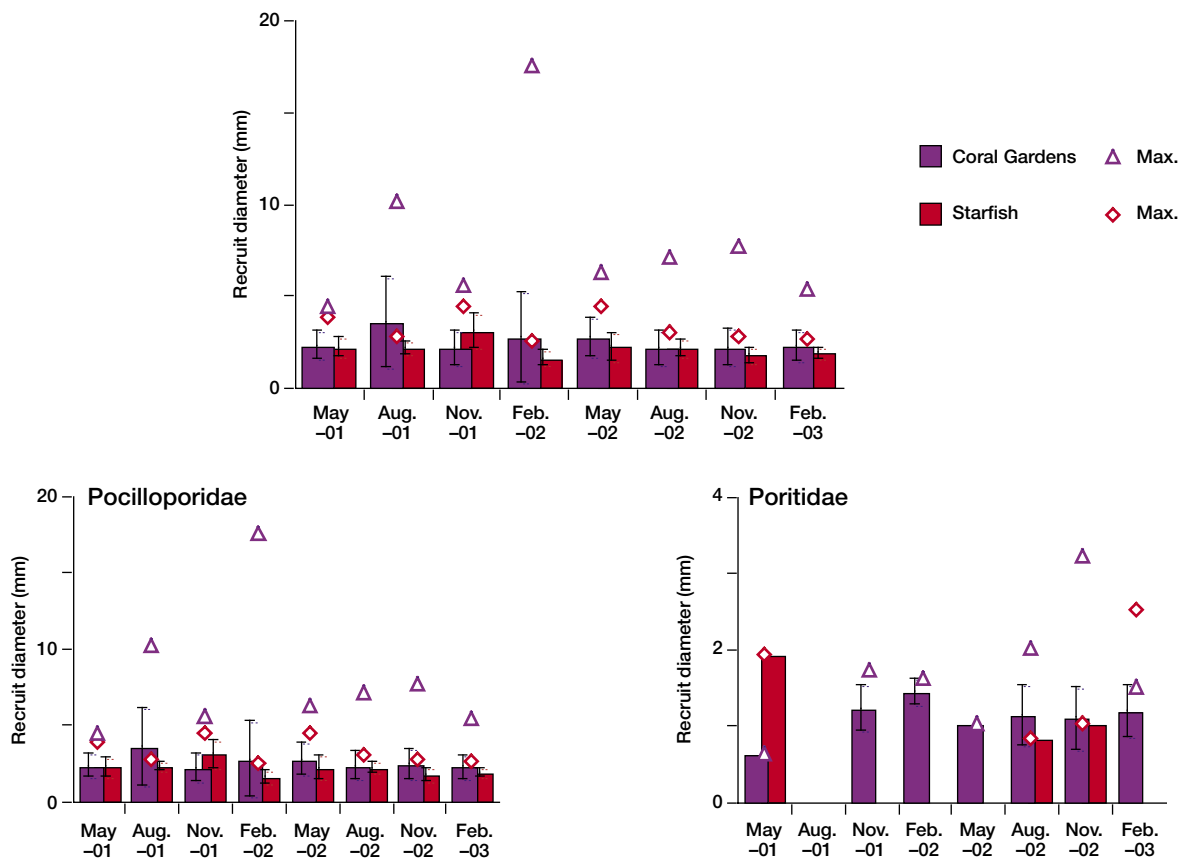 20
10
0
Recruit diameter (mm)
May Aug. Nov. Feb. May Aug. Nov. Feb.
–01 –01 –01 –02 –02 –02 –02 –03
Coral Gardens Max.
Starfish Max.
Pocilloporidae
20
10
0
Recruit diameter (mm)
May Aug. Nov. Feb. May Aug. Nov. Feb.
–01 –01 –01 –02 –02 –02 –02 –03
Poritidae
4
2
0
Recruit diameter (mm)
May Aug. Nov. Feb. May Aug. Nov. Feb.
–01 –01 –01 –02 –02 –02 –02 –03